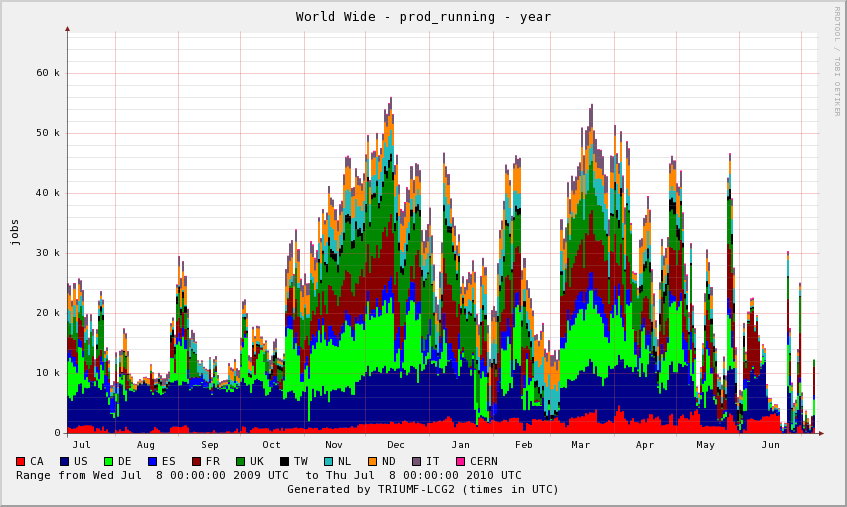 World Wide - prod_running - year
RRDTOOL / TOBI OETIKER
jobs
60 k
50 k
40 k
30 k
20 k
10 k
0
Jul Aug Sep Oct Nov Dec Jan Feb Mar Apr May Jun
CA US DE ES FR UK TW NL ND IT CERN
Range from Wed Jul 8 00:00:00 2009 UTC to Thu Jul 8 00:00:00 2010 UTC
Generated by TRIUMF-LCG2 (times in UTC)